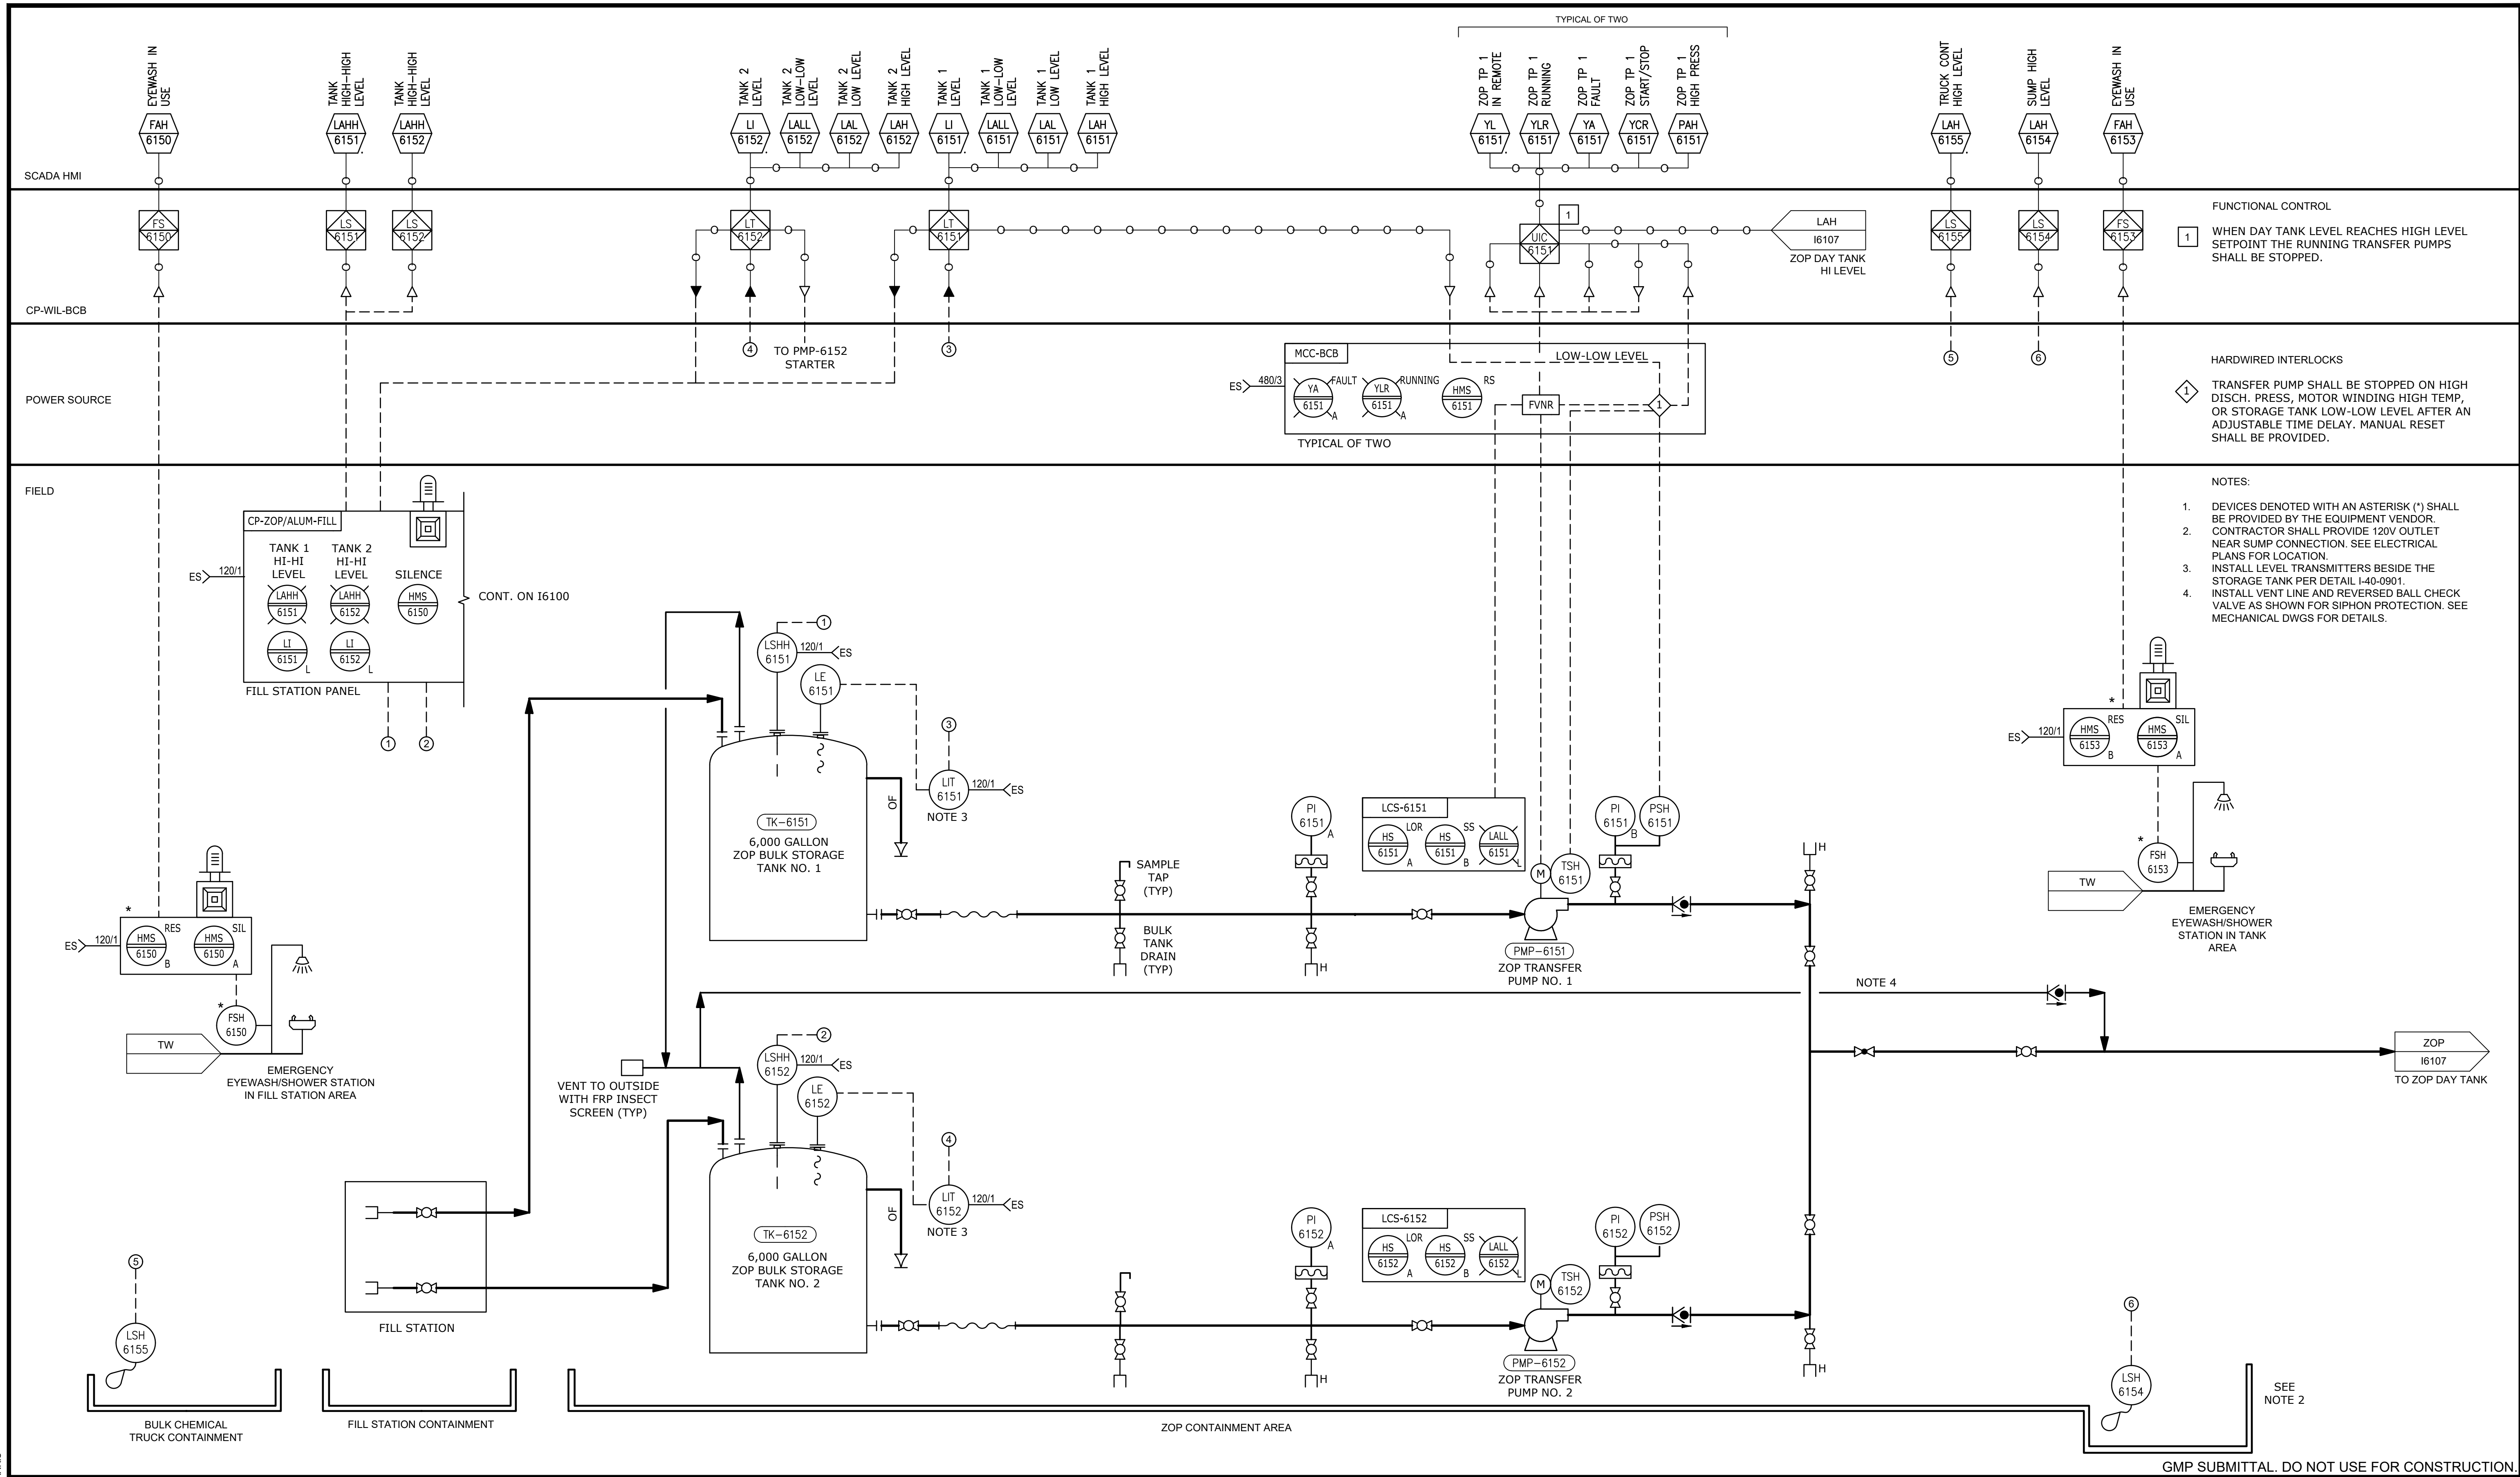 TYPICAL OF TWO
EYEWASH IN
USE
TANK
HIGH-HIGH
LEVEL
TANK
HIGH-HIGH
LEVEL
TANK 2
LEVEL
TANK 2
LOW-LOW
LEVEL
TANK 2
LOW LEVEL
TANK 2
HIGH LEVEL
TANK 1
LEVEL
TANK 1
LOW-LOW
LEVEL
TANK 1
LOW LEVEL
TANK 1
HIGH LEVEL
ZOP TP 1
IN REMOTE
ZOP TP 1
RUNNING
ZOP TP 1
FAULT
ZOP TP 1
START/STOP
ZOP TP 1
HIGH PRESS
TRUCK CONT
HIGH LEVEL
SUMP HIGH
LEVEL
EYEWASH IN
USE
FAH
6150
LAHH
6151
LAHH
6152
LI
6152
LALL
6152
LAL
6152
LAH
6152
LI
6151
LALL
6151
LAL
6151
LAH
6151
YL
6151
YLR
6151
YA
6151
YCR
6151
PAH
6151
LAH
6155
LAH
6154
FAH
6153
SCADA HMI
FS
6150
LS
6151
LS
6152
LT
6152
LT
6151
UIC
6151
1
LAH
I6107
ZOP DAY TANK
HI LEVEL
LS
6155
LS
6154
FS
6153
FUNCTIONAL CONTROL
1
WHEN DAY TANK LEVEL REACHES HIGH LEVEL
SETPOINT THE RUNNING TRANSFER PUMPS
SHALL BE STOPPED.
CP-WIL-BCB
4
TO PMP-6152
STARTER
3
5
6
POWER SOURCE
MCC-BCB
LOW-LOW LEVEL
ES
480/3
YA
6151
FAULT
A
YLR
6151
RUNNING
A
HMS
6151
RS
FVNR
1
TYPICAL OF TWO
HARDWIRED INTERLOCKS
1
TRANSFER PUMP SHALL BE STOPPED ON HIGH
DISCH. PRESS, MOTOR WINDING HIGH TEMP,
OR STORAGE TANK LOW-LOW LEVEL AFTER AN
ADJUSTABLE TIME DELAY. MANUAL RESET
SHALL BE PROVIDED.
FIELD
NOTES:
1. DEVICES DENOTED WITH AN ASTERISK (*) SHALL
BE PROVIDED BY THE EQUIPMENT VENDOR.
2. CONTRACTOR SHALL PROVIDE 120V OUTLET
NEAR SUMP CONNECTION. SEE ELECTRICAL
PLANS FOR LOCATION.
3. INSTALL LEVEL TRANSMITTERS BESIDE THE
STORAGE TANK PER DETAIL I-40-0901.
4. INSTALL VENT LINE AND REVERSED BALL CHECK
VALVE AS SHOWN FOR SIPHON PROTECTION. SEE
MECHANICAL DWGS FOR DETAILS.
CP-ZOP/ALUM-FILL
TANK 1
HI-HI
LEVEL
TANK 2
HI-HI
LEVEL
SILENCE
ES
120/1
LAHH
6151
LAHH
6152
HMS
6150
LI
6151
L
LI
6152
L
CONT. ON I6100
FILL STATION PANEL
1
2
LSHH
6151
1
120/1
ES
LE
6151
3
LIT
6151
120/1
ES
NOTE 3
OF
TK-6151
6,000 GALLON
ZOP BULK STORAGE
TANK NO. 1
SAMPLE
TAP
(TYP)
BULK
TANK
DRAIN
(TYP)
PI
6151
A
H
LCS-6151
HS
6151
LOR
A
HS
6151
SS
B
LALL
6151
L
M
TSH
6151
PI
6151
B
PSH
6151
PMP-6151
ZOP TRANSFER
PUMP NO. 1
H
*
ES
120/1
HMS
6153
RES
B
HMS
6153
SIL
A
*
FSH
6153
TW
EMERGENCY
EYEWASH/SHOWER
STATION IN TANK
AREA
*
ES
120/1
HMS
6150
RES
B
HMS
6150
SIL
A
*
FSH
6150
TW
EMERGENCY
EYEWASH/SHOWER STATION
IN FILL STATION AREA
NOTE 4
ZOP
I6107
TO ZOP DAY TANK
VENT TO OUTSIDE
WITH FRP INSECT
SCREEN (TYP)
LSHH
6152
2
120/1
ES
LE
6152
4
LIT
6152
120/1
ES
NOTE 3
OF
TK-6152
6,000 GALLON
ZOP BULK STORAGE
TANK NO. 2
PI
6152
A
H
LCS-6152
HS
6152
LOR
A
HS
6152
SS
B
LALL
6152
L
M
TSH
6152
PI
6152
PSH
6152
PMP-6152
ZOP TRANSFER
PUMP NO. 2
H
FILL STATION
5
LSH
6155
BULK CHEMICAL
TRUCK CONTAINMENT
FILL STATION CONTAINMENT
ZOP CONTAINMENT AREA
6
LSH
6154
SEE
NOTE 2
GMP SUBMITTAL. DO NOT USE FOR CONSTRUCTION.